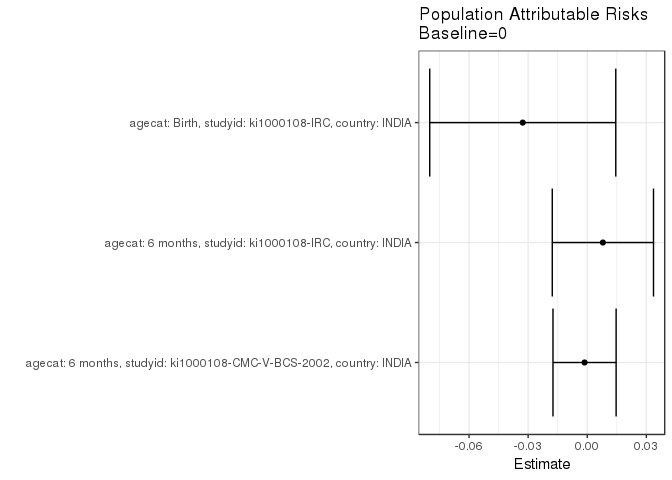 Population Attributable Risks
Baseline=0
agecat: Birth, studyid: ki1000108-IRC, country: INDIA
agecat: 6 months, studyid: ki1000108-IRC, country: INDIA
agecat: 6 months, studyid: ki1000108-CMC-V-BCS-2002, country: INDIA
-0.06 -0.03 0.00 0.03
Estimate